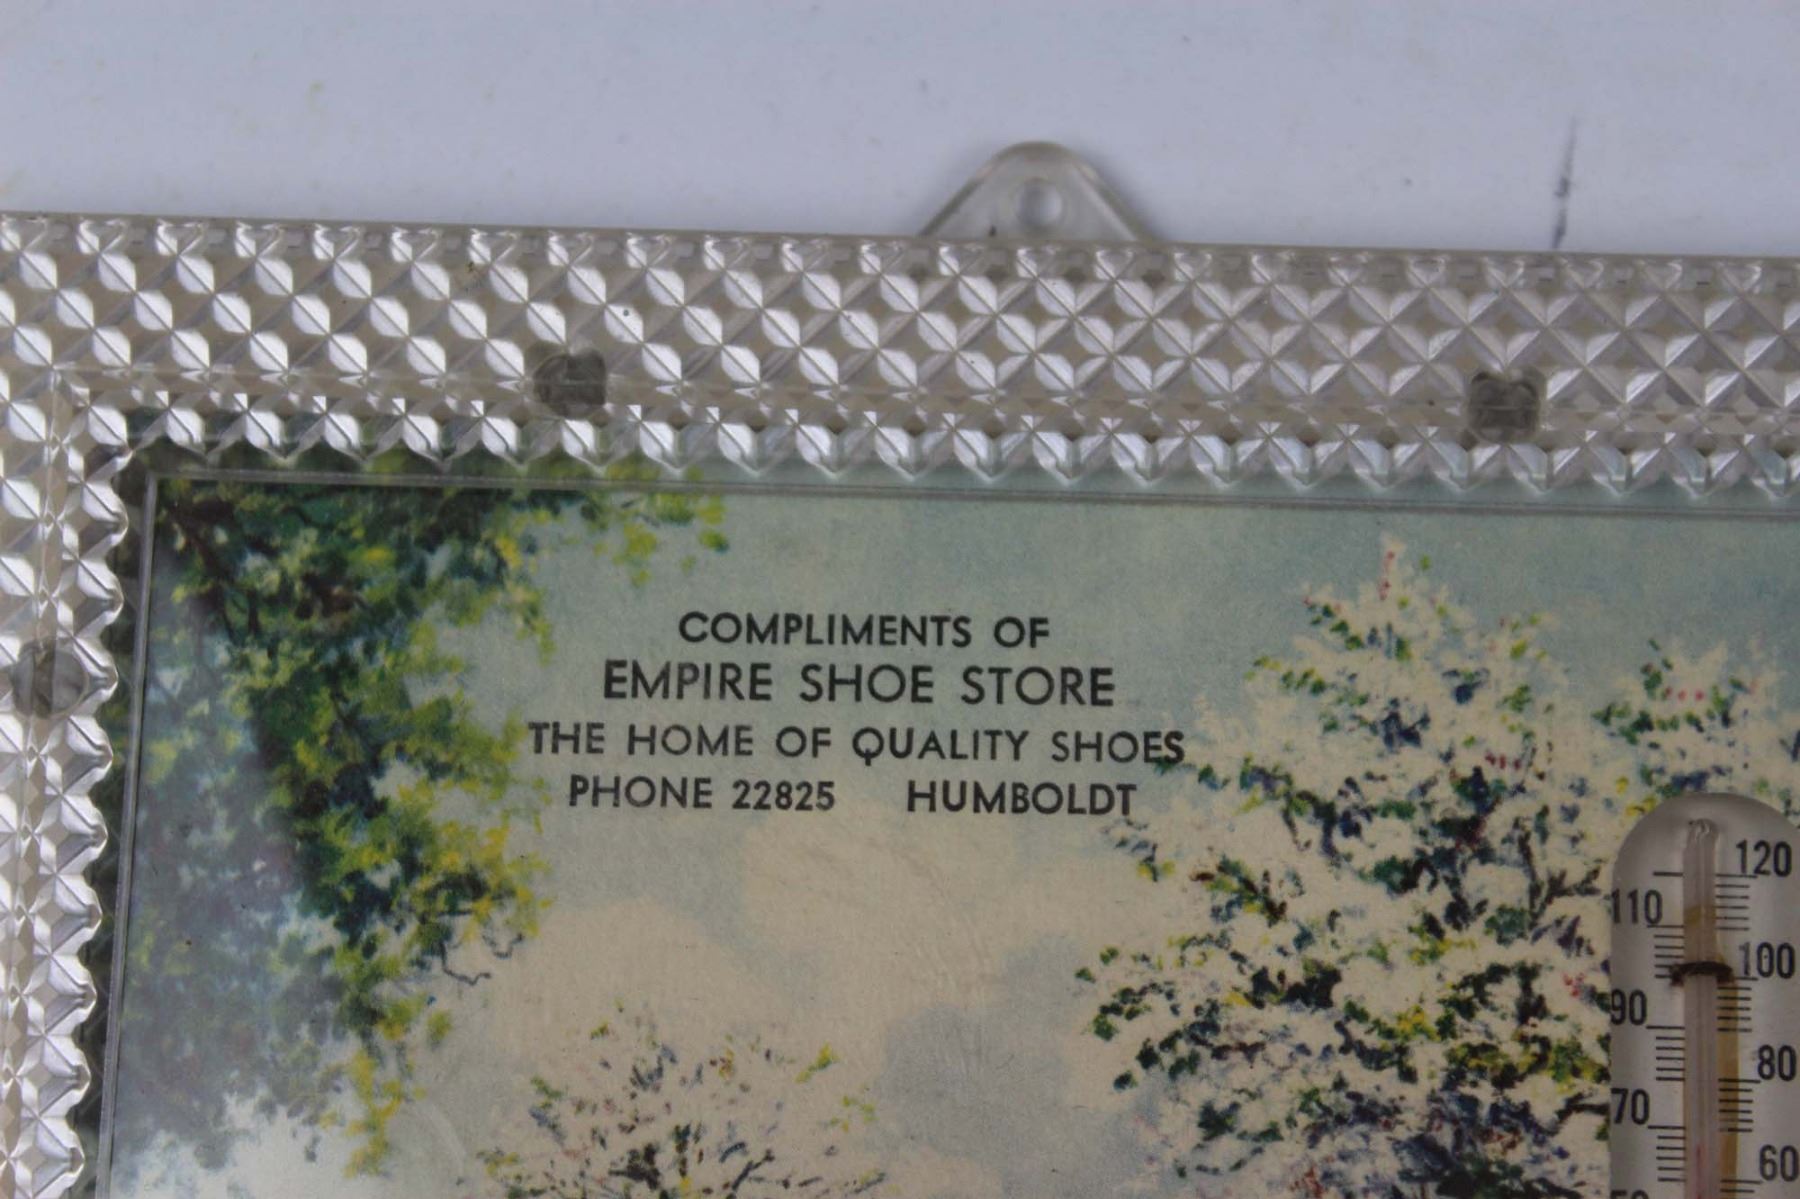 COMPLIMENTS OF
EMPIRE SHOE STORE
THE HOME OF QUALITY SHOES
PHONE 22825 HUMBOLDT
120
110
100
90
80
70
60